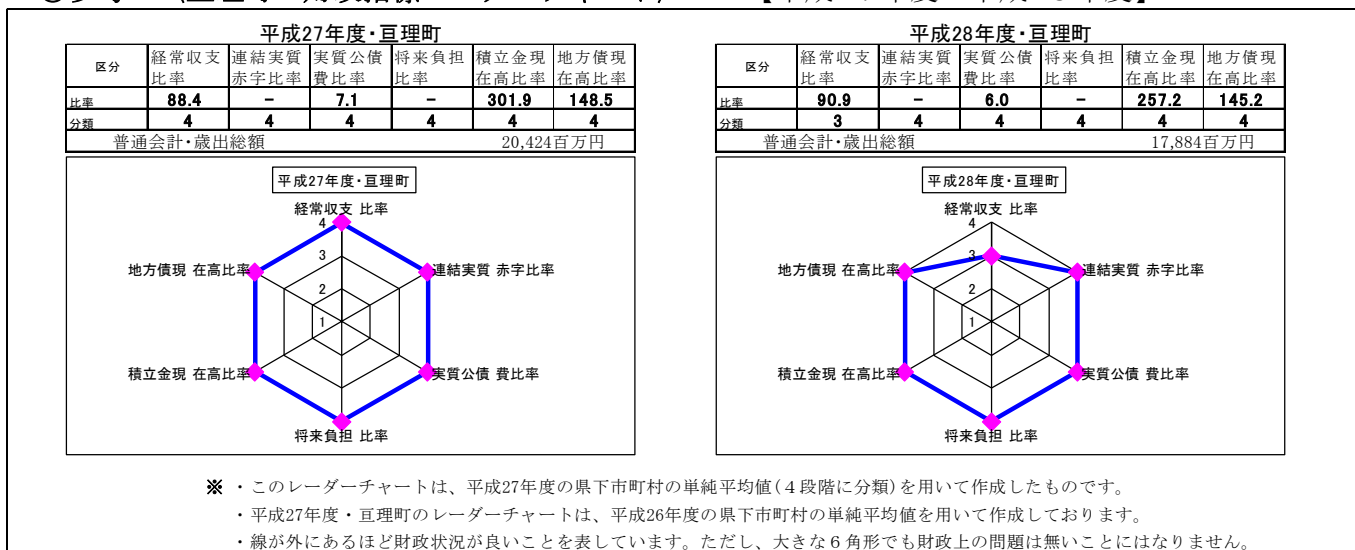 平成27年度・亘理町
区分 経常収支比率 連結実質赤字比率 実質公債費比率 将来負担比率 積立金現在高比率 地方債現在高比率
比率 88.4 － 7.1 － 301.9 148.5
分類 4 4 4 4 4 4
普通会計・歳出総額 20,424百万円
平成27年度・亘理町
経常収支 比率
4
地方債現 在高比率
3
連結実質 赤字比率
2
1
積立金現 在高比率
実質公債 費比率
将来負担 比率
平成28年度・亘理町
区分 経常収支比率 連結実質赤字比率 実質公債費比率 将来負担比率 積立金現在高比率 地方債現在高比率
比率 90.9 － 6.0 － 257.2 145.2
分類 3 4 4 4 4 4
普通会計・歳出総額 17,884百万円
平成28年度・亘理町
経常収支 比率
4
地方債現 在高比率
3
連結実質 赤字比率
2
1
積立金現 在高比率
実質公債 費比率
将来負担 比率
※ ・このレーダーチャートは、平成27年度の県下市町村の単純平均値(４段階に分類)を用いて作成したものです。
・平成27年度・亘理町のレーダーチャートは、平成26年度の県下市町村の単純平均値を用いて作成しております。
・線が外にあるほど財政状況が良いことを表しています。ただし、大きな６角形でも財政上の問題は無いことにはなりません。